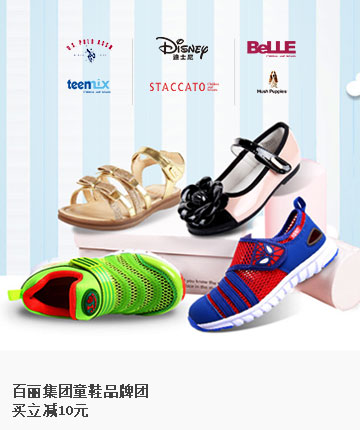 U.S. POLO ASSN
Disney
迪士尼
BeLLE
teenmix
STACCATO
Hush Puppies
百丽集团童鞋品牌团
买立减10元